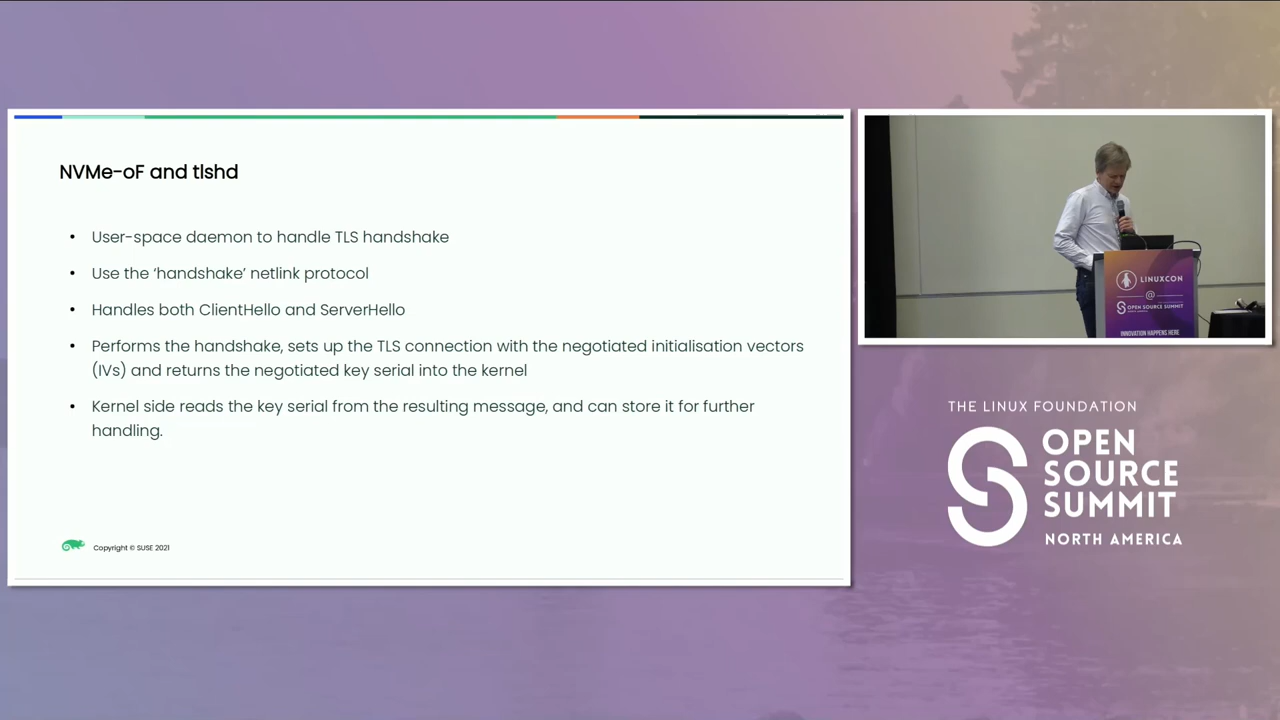 NVMe-oF and tlshd
• User-space daemon to handle TLS handshake
• Use the ‘handshake’ netlink protocol
• Handles both ClientHello and ServerHello
• Performs the handshake, sets up the TLS connection with the negotiated initialisation vectors
(IVs) and returns the negotiated key serial into the kernel
• Kernel side reads the key serial from the resulting message, and can store it for further
handling.
Copyright © SUSE 2021
LINUXCON
@
OPEN SOURCE SUMMIT
NORTH AMERICA
INNOVATION HAPPENS HERE
THE LINUX FOUNDATION
OPEN
SOURCE
SUMMIT
NORTH AMERICA